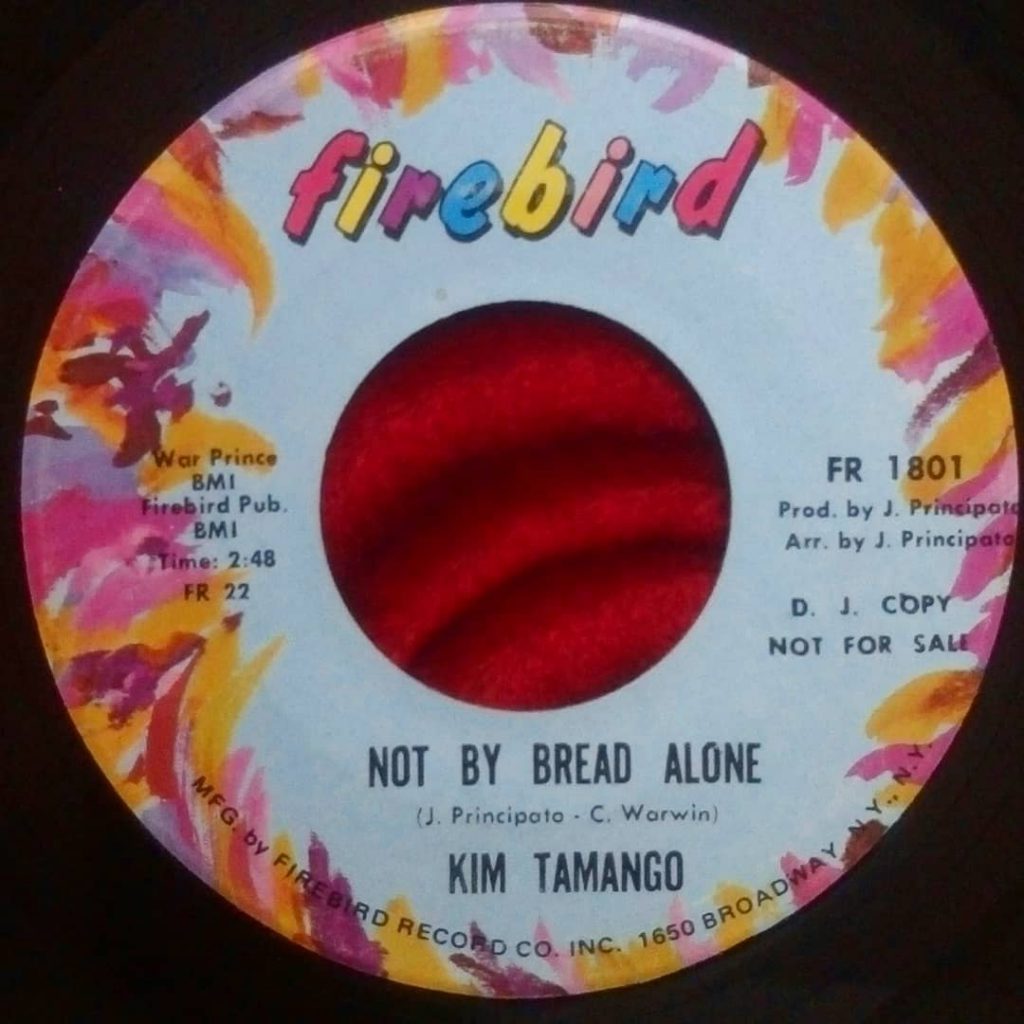 firebird
War Prince
BMI
Firebird Pub.
BMI
Time: 2:48
FR 22
FR 1801
Prod. by J. Principato
Arr. by J. Principato
D. J. COPY
NOT FOR SALE
NOT BY BREAD ALONE
(J. Principato - C. Warwin)
KIM TAMANGO
MFG. by FIREBIRD RECORD CO. INC. 1650 BROADWAY N.Y., N.Y.